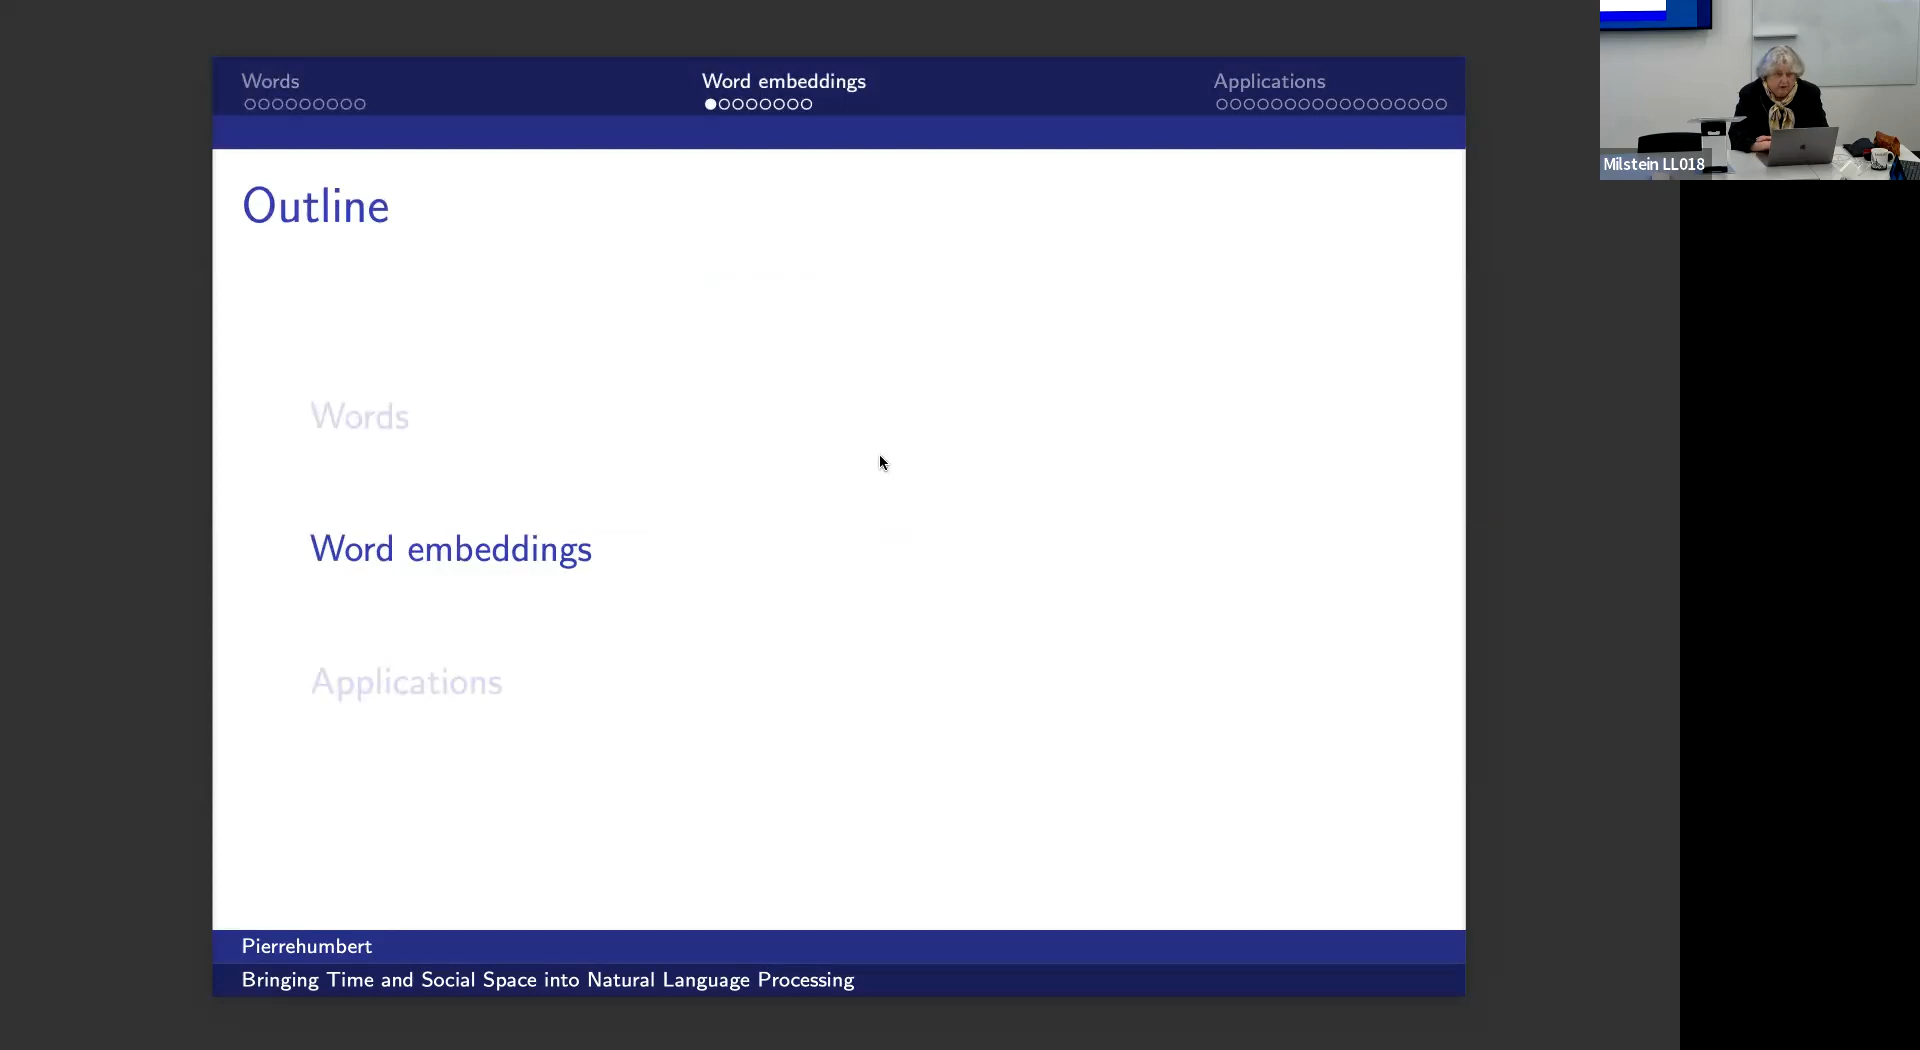 Words
Word embeddings
Applications
Outline
Words
Word embeddings
Applications
Pierrehumbert
Bringing Time and Social Space into Natural Language Processing
Milstein LL018